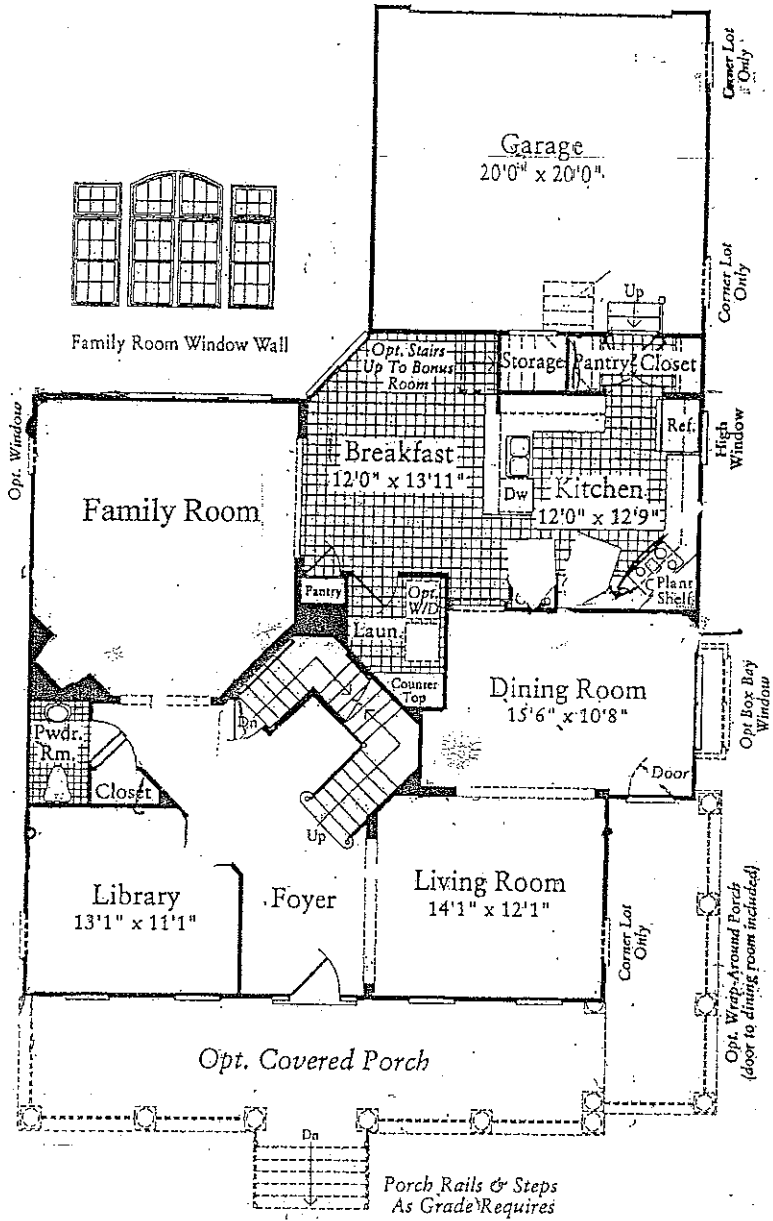 Corner Lot
Only
Garage
20'0" x 20'0"
Corner Lot
Only
Up
Family Room Window Wall
Opt. Stairs
Up To Bonus
Room
Storage
Pantry
Closet
Ref.
High
Window
Opt. Window
Breakfast
12'0" x 13'11"
Dw
Kitchen
12'0" x 12'9"
Family Room
Plant
Shelf
Pantry
Opt.
W/D
Laun.
Counter
Top
Dining Room
15'6" x 10'8"
Opt Box Bay
Window
Door
Dn
Pwdr.
Rm.
Closet
Up
Library
13'1" x 11'1"
Foyer
Living Room
14'1" x 12'1"
Corner Lot
Only
Opt. Wrap-Around Porch
(door to dining room included)
Opt. Covered Porch
Dn
Porch Rails & Steps
As Grade Requires